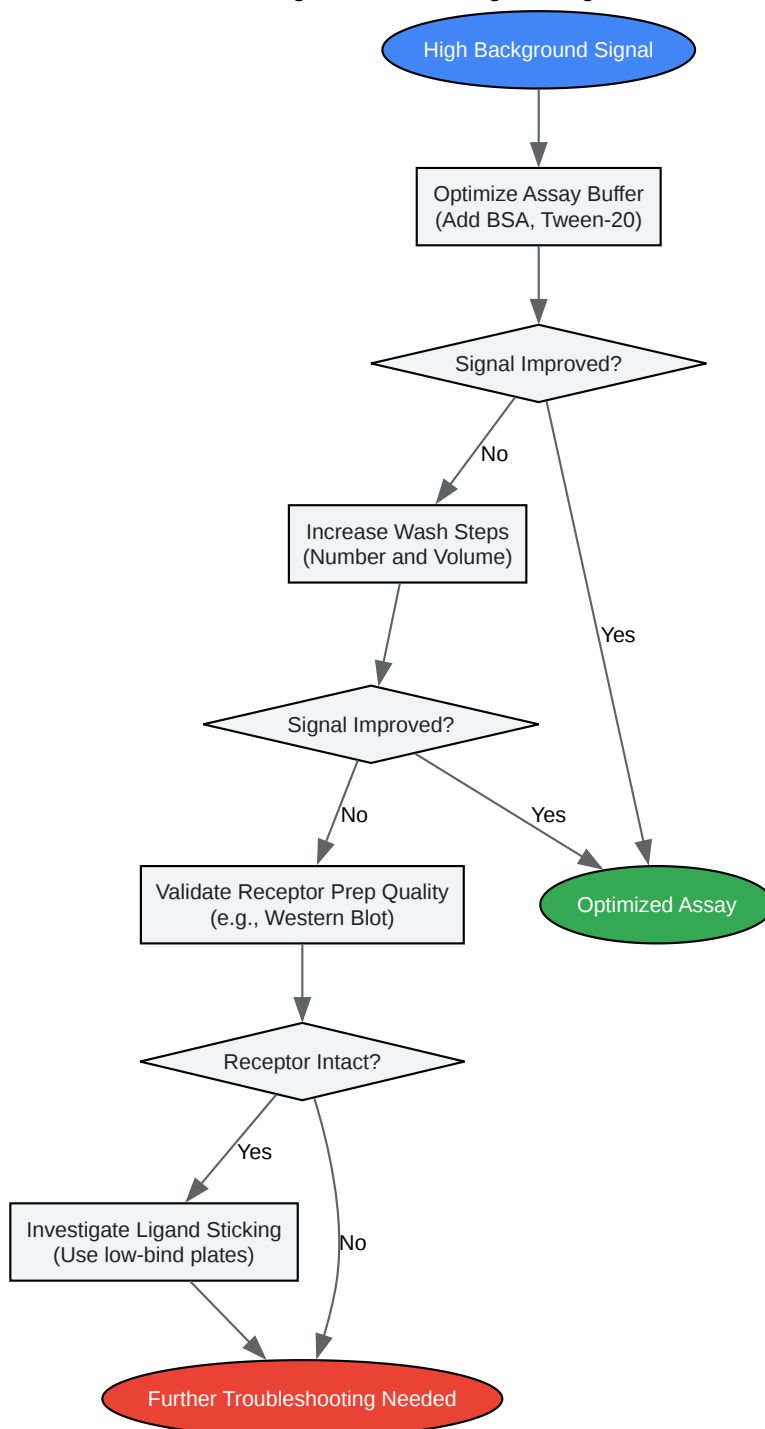 High Background Signal
Optimize Assay Buffer
(Add BSA, Tween-20)
Signal Improved?
No
Increase Wash Steps
(Number and Volume)
Yes
Signal Improved?
No
Yes
Validate Receptor Prep Quality
(e.g., Western Blot)
Optimized Assay
Receptor Intact?
Yes
Investigate Ligand Sticking
(Use low-bind plates)
No
Further Troubleshooting Needed